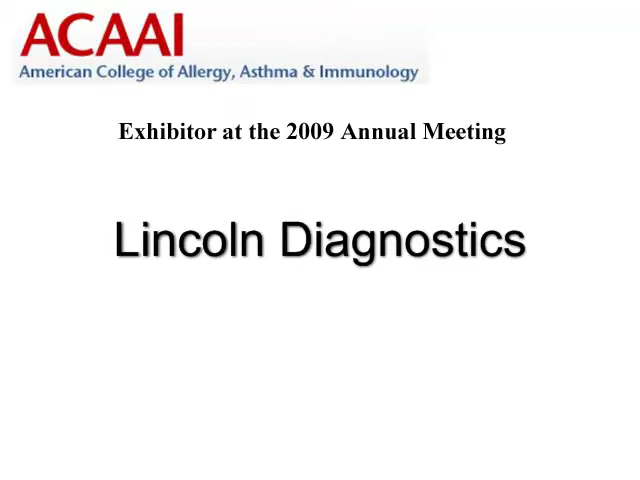 ACAAI
American College of Allergy, Asthma & Immunology
Exhibitor at the 2009 Annual Meeting
Lincoln Diagnostics